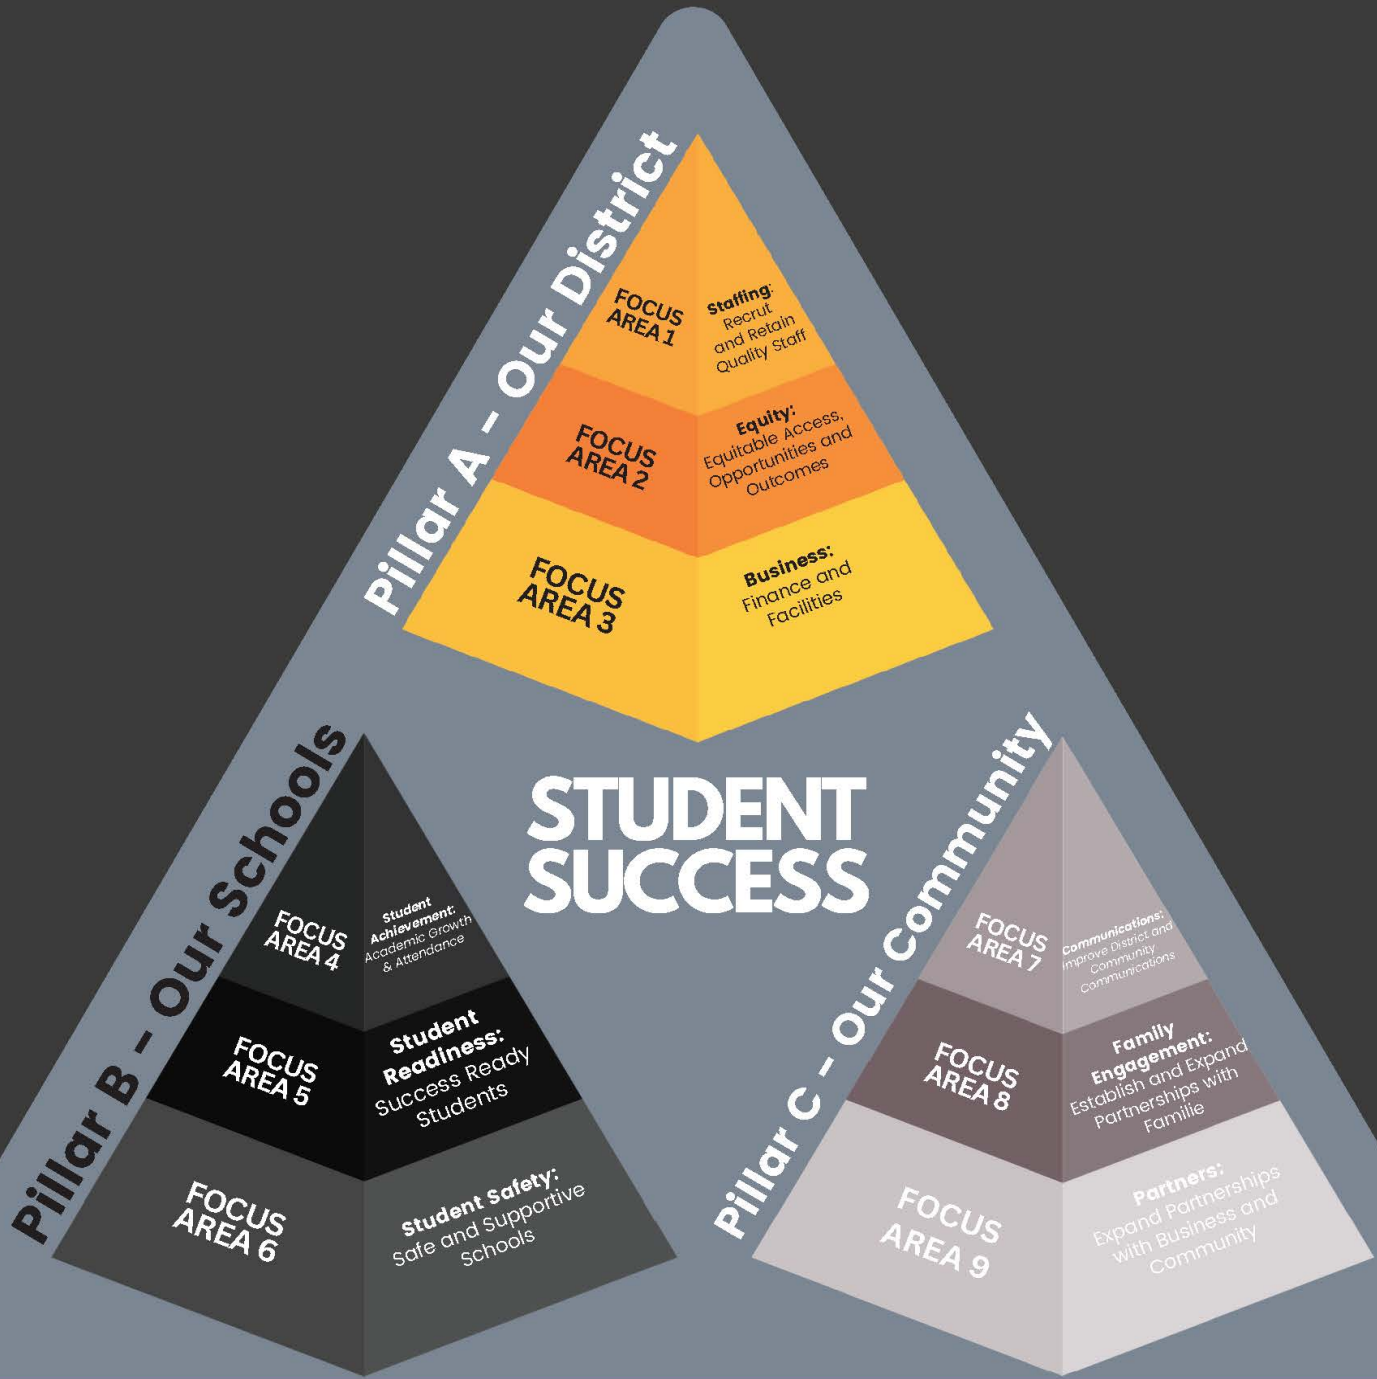 Pillar A - Our District
FOCUS
AREA 1
Staffing:
Recrut
and Retain
Quality Staff
FOCUS
AREA 2
Equity:
Equitable Access,
Opportunities and
Outcomes
FOCUS
AREA 3
Business:
Finance and
Facilities
STUDENT
SUCCESS
Pillar B - Our Schools
FOCUS
AREA 4
Student
Achievement:
Academic Growth
& Attendance
FOCUS
AREA 5
Student
Readiness:
Success Ready
Students
FOCUS
AREA 6
Student Safety:
Safe and Supportive
Schools
Pillar C - Our Community
FOCUS
AREA 7
Communications:
Improve District and
Community
Communications
FOCUS
AREA 8
Family
Engagement:
Establish and Expand
Partnerships with
Familie
FOCUS
AREA 9
Partners:
Expand Partnerships
with Business and
Community